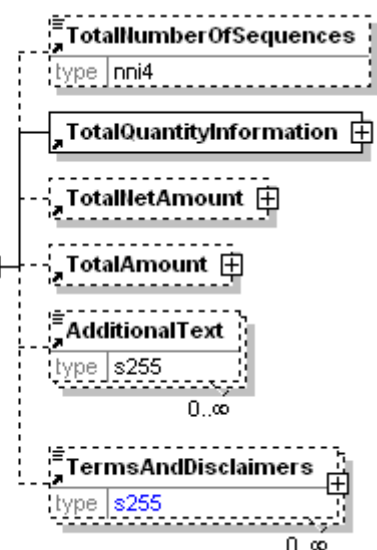 TotalNumberOfSequences
type nni4
TotalQuantityInformation
TotalNetAmount
TotalAmount
AdditionalText
type s255
0..∞
TermsAndDisclaimers
type s255
0..∞